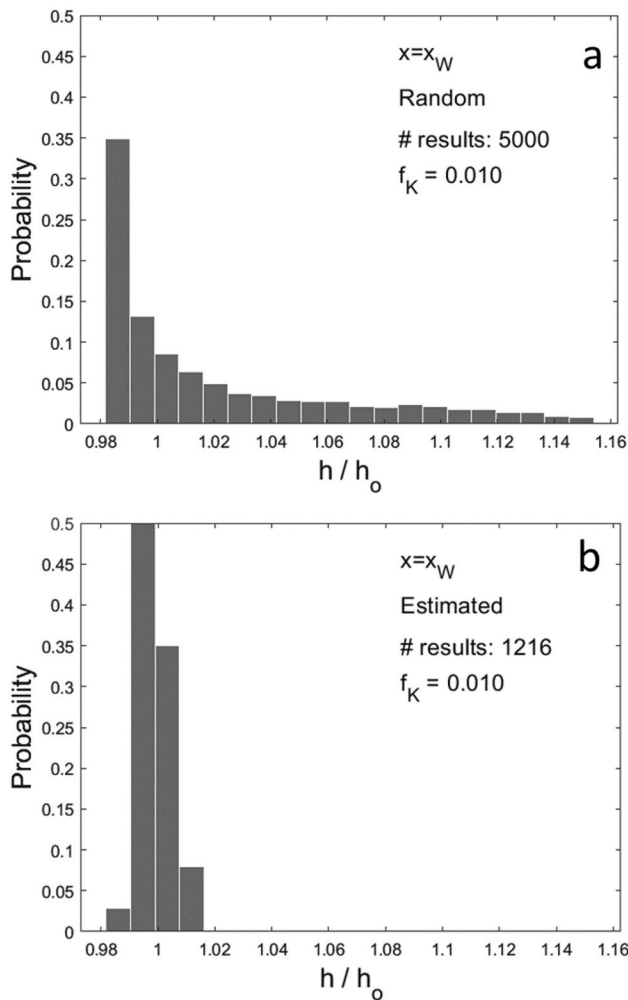 0.5
0.45
0.4
0.35
0.3
0.25
0.2
0.15
0.1
0.05
0
Probability
x=x_W
a
Random
# results: 5000
f_K = 0.010
0.98 1 1.02 1.04 1.06 1.08 1.1 1.12 1.14 1.16
h / h_o
0.5
0.45
0.4
0.35
0.3
0.25
0.2
0.15
0.1
0.05
0
Probability
x=x_W
b
Estimated
# results: 1216
f_K = 0.010
0.98 1 1.02 1.04 1.06 1.08 1.1 1.12 1.14 1.16
h / h_o